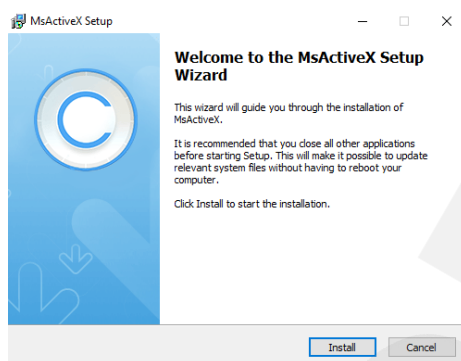 MsActiveX Setup
Welcome to the MsActiveX Setup
Wizard
This wizard will guide you through the installation of
MsActiveX.
It is recommended that you close all other applications
before starting Setup. This will make it possible to update
relevant system files without having to reboot your
computer.
Click Install to start the installation.
Install
Cancel